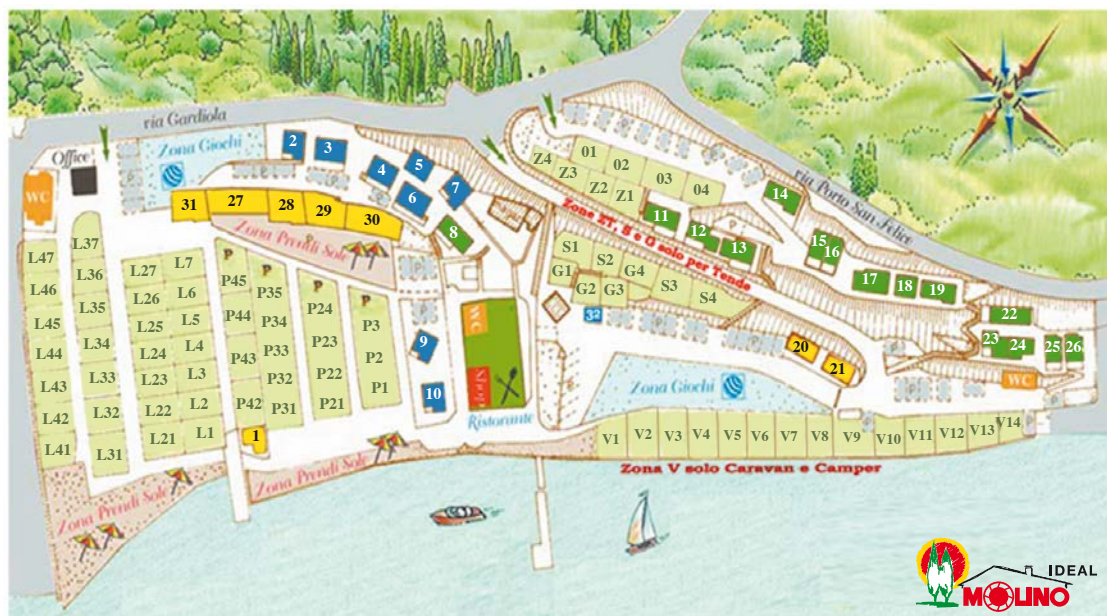 via Gardiola
Office
Zona Giochi
WC
via Porto San Felice
2
3
4
5
6
7
8
31
27
28
29
30
Zona Prendi Sole
Z4
Z3
Z2
Z1
01
02
03
04
Zone ZT, S e G solo per Tende
11
12
13
14
15
16
17
18
19
22
23
24
25
26
WC
S1
S2
S3
S4
G1
G2
G3
G4
32
20
21
Zona Giochi
L47
L46
L45
L44
L43
L42
L41
L37
L36
L35
L34
L33
L32
L31
L27
L26
L25
L24
L23
L22
L21
L7
L6
L5
L4
L3
L2
L1
P
P45
P44
P43
P42
P
P35
P34
P33
P32
P31
P
P24
P23
P22
P21
P
P3
P2
P1
9
10
1
WC
Shop
Ristorante
Zona Prendi Sole
Zona Prendi Sole
V1
V2
V3
V4
V5
V6
V7
V8
V9
V10
V11
V12
V13
V14
Zona V solo Caravan e Camper
IDEAL
MOLINO